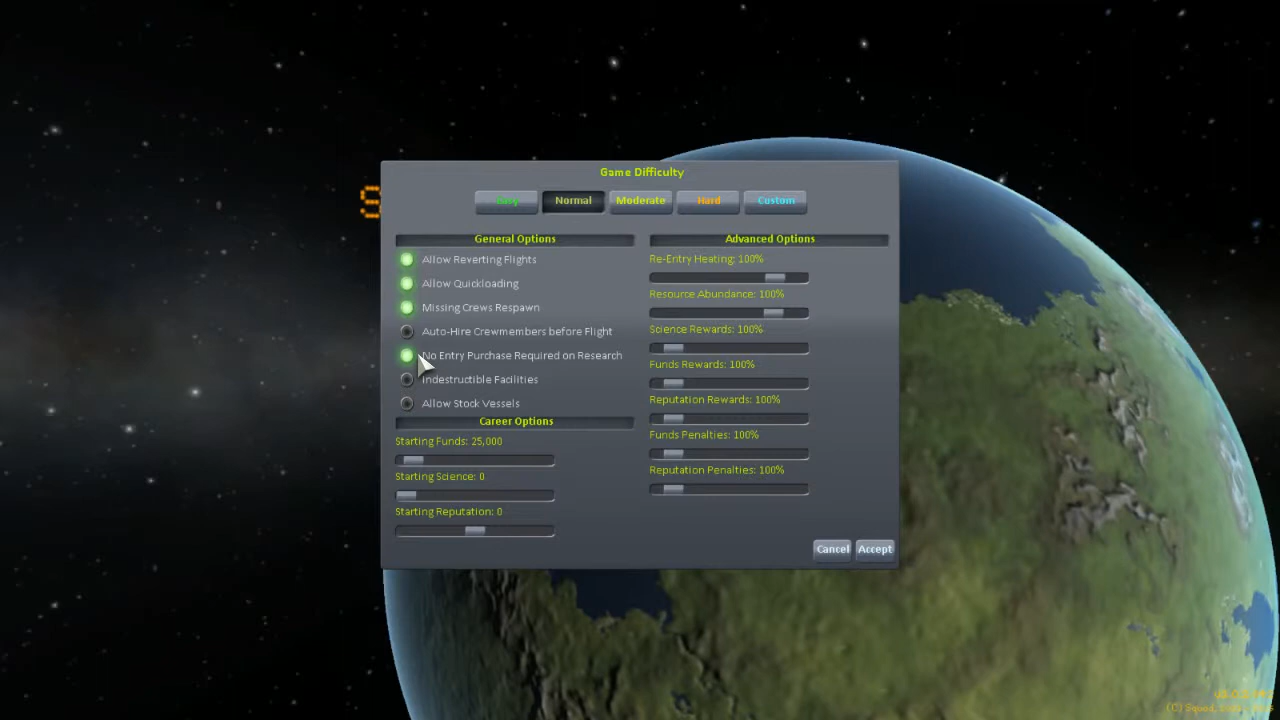 Game Difficulty
Easy Normal Moderate Hard Custom
General Options
Allow Reverting Flights
Allow Quickloading
Missing Crews Respawn
Auto-Hire Crewmembers before Flight
No Entry Purchase Required on Research
Indestructible Facilities
Allow Stock Vessels
Career Options
Starting Funds: 25,000
Starting Science: 0
Starting Reputation: 0
Advanced Options
Re-Entry Heating: 100%
Resource Abundance: 100%
Science Rewards: 100%
Funds Rewards: 100%
Reputation Rewards: 100%
Funds Penalties: 100%
Reputation Penalties: 100%
Cancel Accept
S
(C) Squad,